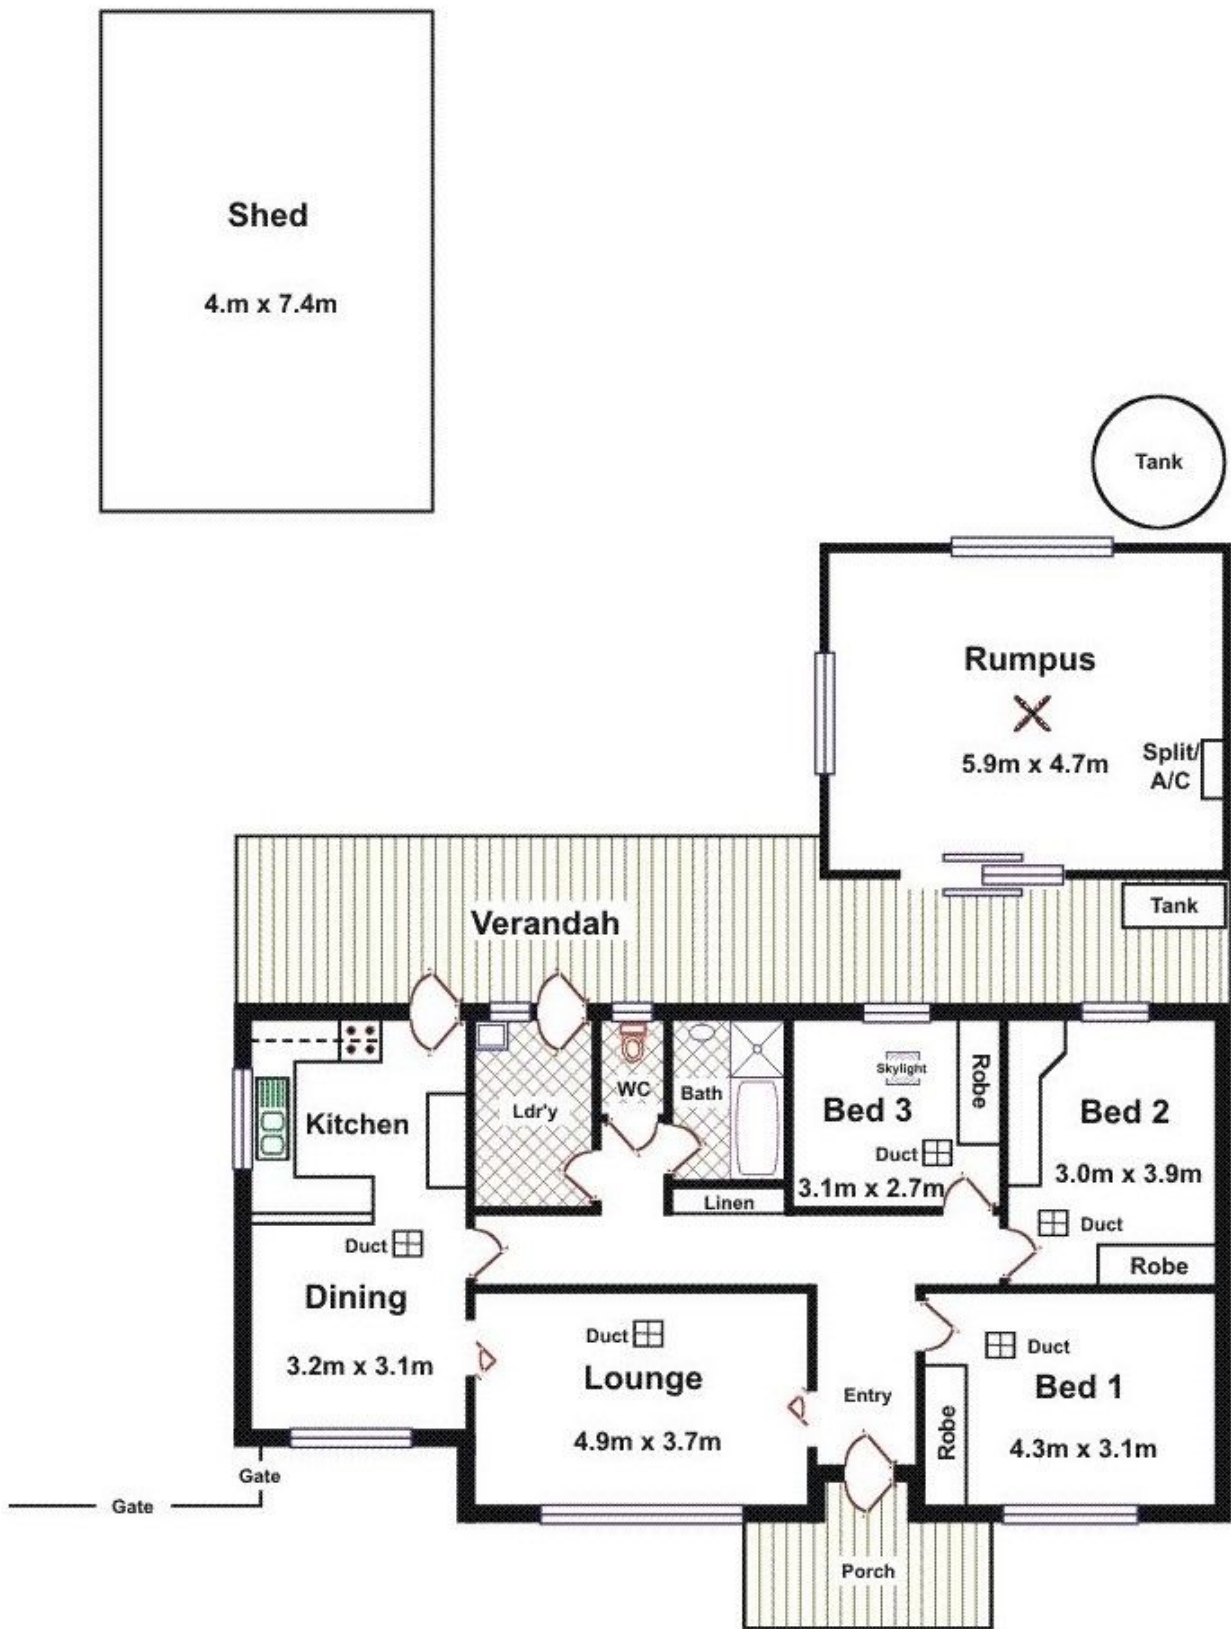 Shed
4.m x 7.4m
Tank
Rumpus
5.9m x 4.7m
Split/
A/C
Tank
Verandah
Kitchen
Ldr'y
WC
Bath
Skylight
Bed 3
Duct
3.1m x 2.7m
Robe
Bed 2
3.0m x 3.9m
Duct
Robe
Linen
Duct
Dining
3.2m x 3.1m
Duct
Lounge
4.9m x 3.7m
Entry
Duct
Bed 1
4.3m x 3.1m
Robe
Gate
Gate
Porch